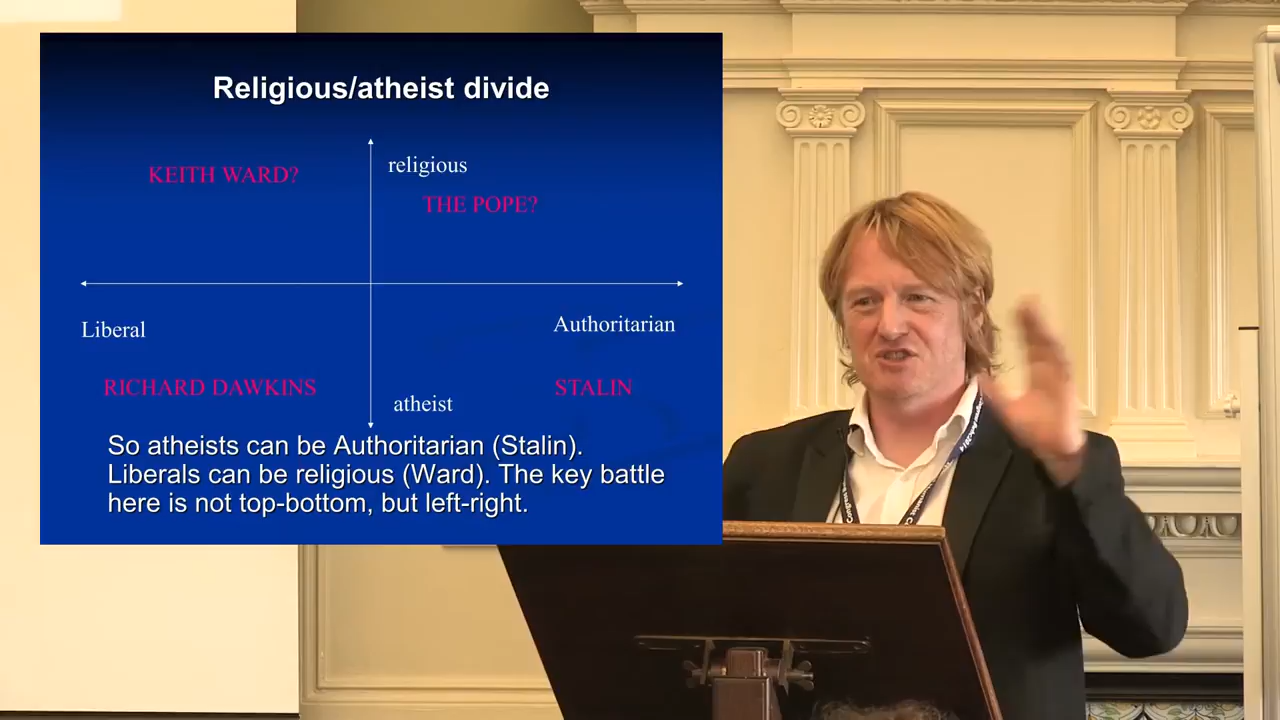 Religious/atheist divide
religious
KEITH WARD?
THE POPE?
Liberal
Authoritarian
RICHARD DAWKINS
STALIN
atheist
So atheists can be Authoritarian (Stalin).
Liberals can be religious (Ward). The key battle
here is not top-bottom, but left-right.
Congress